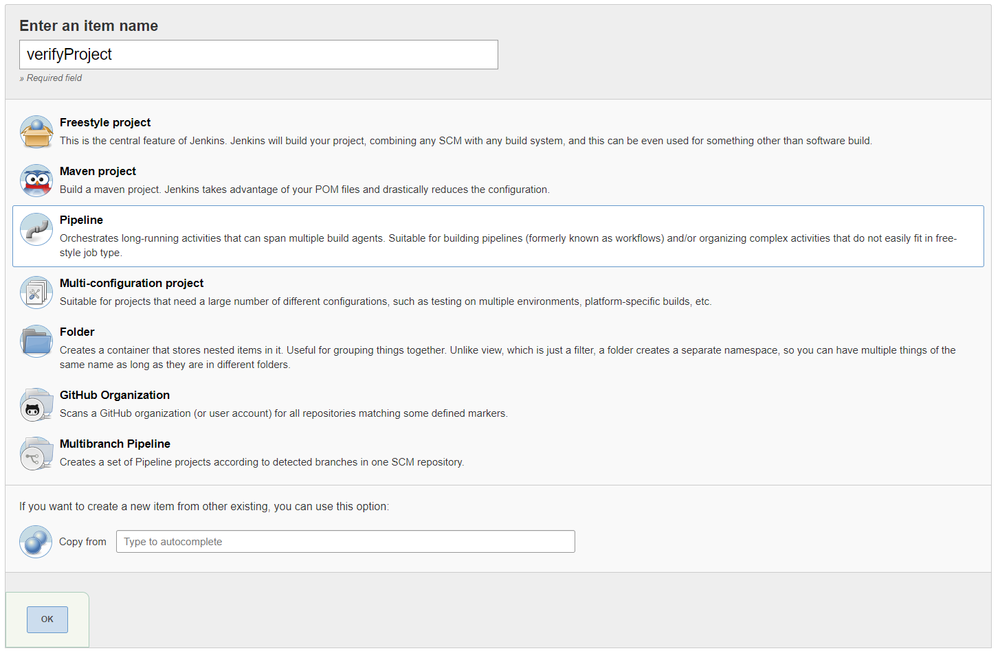 Enter an item name
verifyProject
» Required field
Freestyle project
This is the central feature of Jenkins. Jenkins will build your project, combining any SCM with any build system, and this can be even used for something other than software build.
Maven project
Build a maven project. Jenkins takes advantage of your POM files and drastically reduces the configuration.
Pipeline
Orchestrates long-running activities that can span multiple build agents. Suitable for building pipelines (formerly known as workflows) and/or organizing complex activities that do not easily fit in free-
style job type.
Multi-configuration project
Suitable for projects that need a large number of different configurations, such as testing on multiple environments, platform-specific builds, etc.
Folder
Creates a container that stores nested items in it. Useful for grouping things together. Unlike view, which is just a filter, a folder creates a separate namespace, so you can have multiple things of the
same name as long as they are in different folders.
GitHub Organization
Scans a GitHub organization (or user account) for all repositories matching some defined markers.
Multibranch Pipeline
Creates a set of Pipeline projects according to detected branches in one SCM repository.
If you want to create a new item from other existing, you can use this option:
Copy from
Type to autocomplete
OK